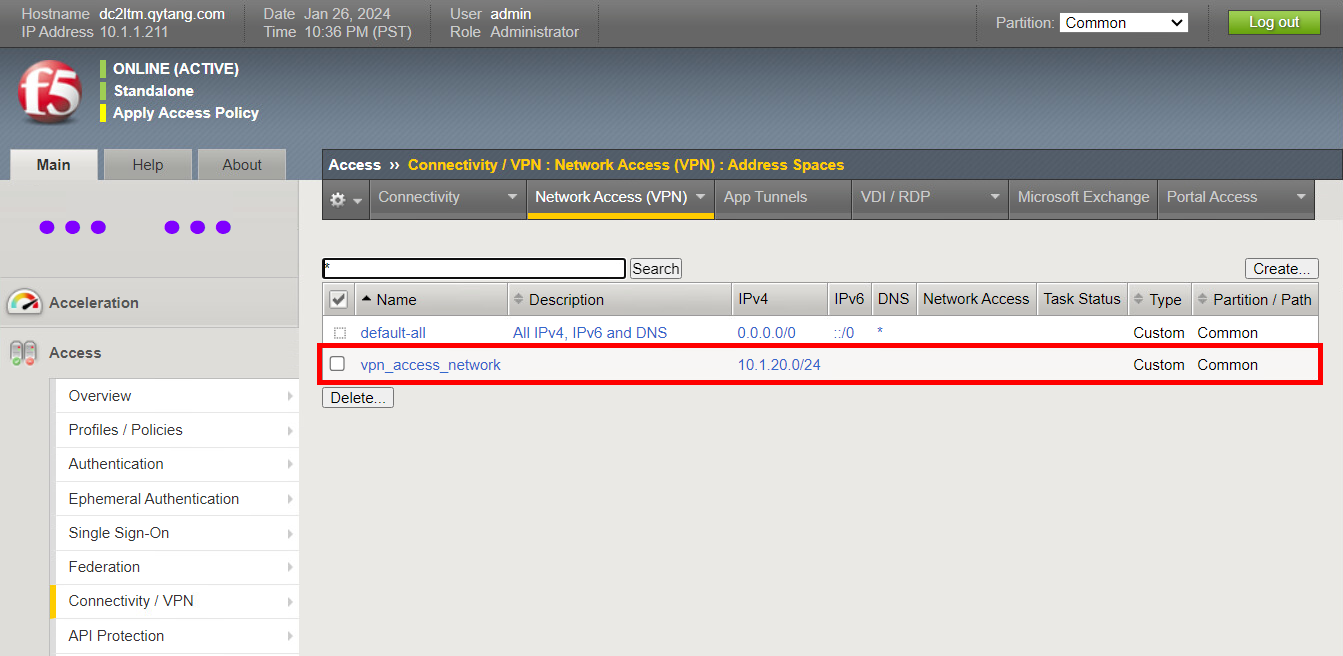 Hostname dc2ltm.qytang.com
IP Address 10.1.1.211
Date Jan 26, 2024
Time 10:36 PM (PST)
User admin
Role Administrator
Partition: Common
Log out
f5
ONLINE (ACTIVE)
Standalone
Apply Access Policy
Main Help About
Access ›› Connectivity / VPN : Network Access (VPN) : Address Spaces
Connectivity Network Access (VPN) App Tunnels VDI / RDP Microsoft Exchange Portal Access
* Search Create...
Name Description IPv4 IPv6 DNS Network Access Task Status Type Partition / Path
default-all All IPv4, IPv6 and DNS 0.0.0.0/0 ::/0 * Custom Common
vpn_access_network 10.1.20.0/24 Custom Common
Delete...
Acceleration
Access
Overview
Profiles / Policies
Authentication
Ephemeral Authentication
Single Sign-On
Federation
Connectivity / VPN
API Protection